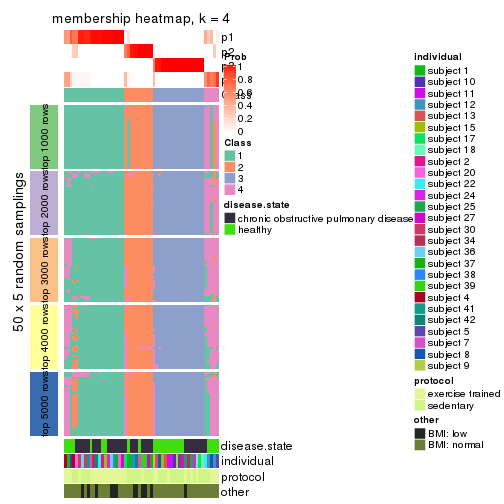 membership heatmap, k = 4
p1
p2
p3
p4
Class
Prob
1
0.8
0.6
0.4
0.2
0
Class
1
2
3
4
disease.state
chronic obstructive pulmonary disease
healthy
50 x 5 random samplings
top 1000 rows
top 2000 rows
top 3000 rows
top 4000 rows
top 5000 rows
disease.state
individual
protocol
other
individual
subject 1
subject 10
subject 11
subject 12
subject 13
subject 15
subject 17
subject 18
subject 2
subject 20
subject 22
subject 24
subject 25
subject 27
subject 30
subject 34
subject 36
subject 37
subject 38
subject 39
subject 4
subject 41
subject 42
subject 5
subject 7
subject 8
subject 9
protocol
exercise trained
sedentary
other
BMI: low
BMI: normal